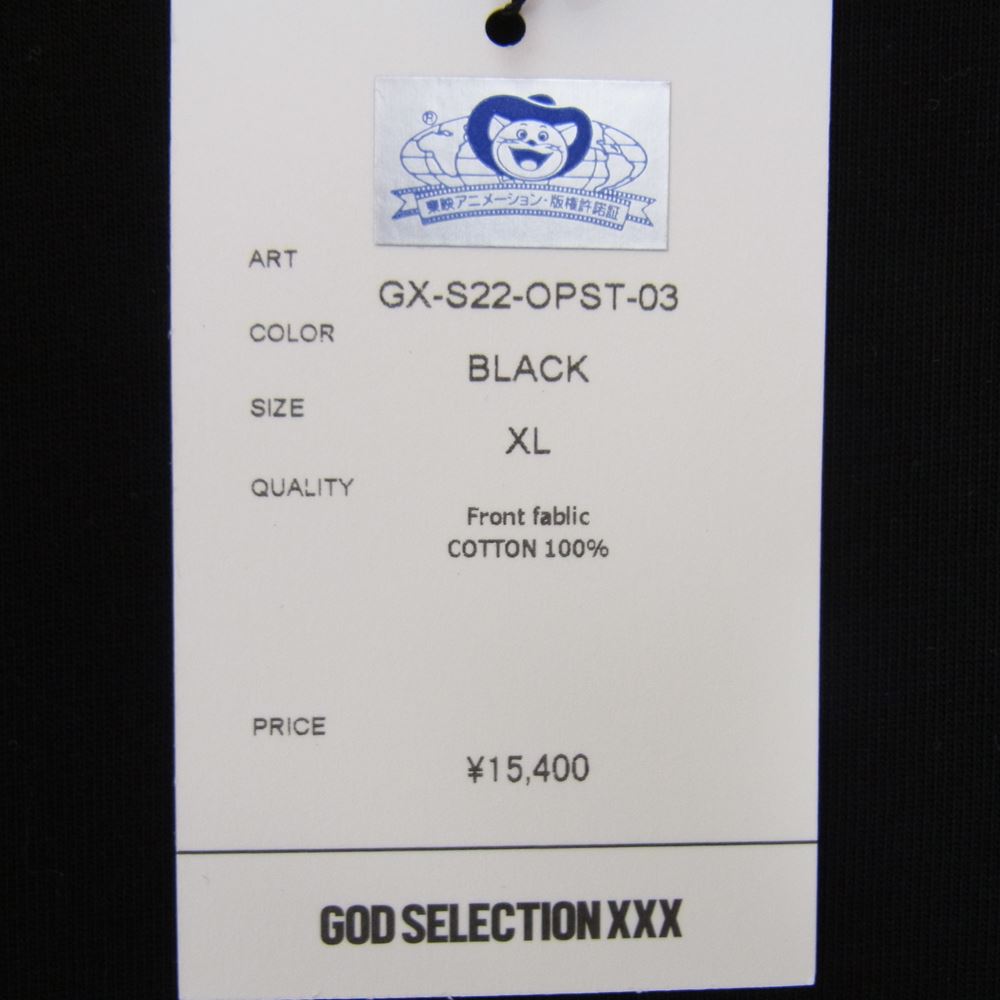 ®
東映アニメーション・版権許諾証
ART
GX-S22-OPST-03
COLOR
BLACK
SIZE
XL
QUALITY
Front fablic
COTTON 100%
PRICE
¥15,400
GOD SELECTION XXX